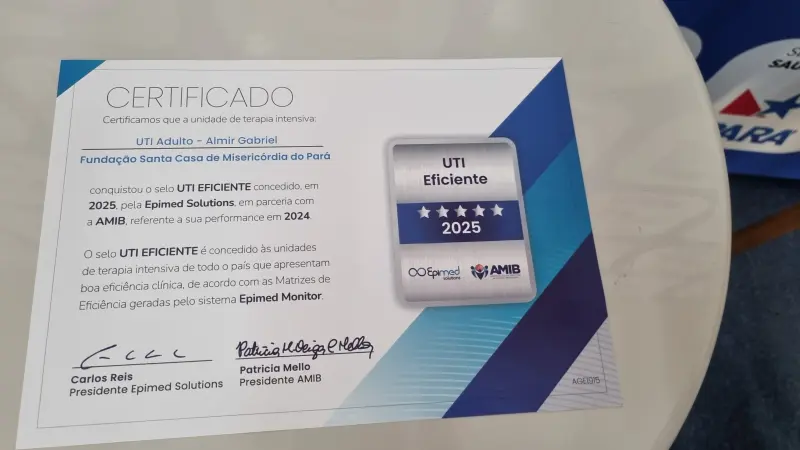 CERTIFICADO
Certificamos que a unidade de terapia intensiva:
UTI Adulto - Almir Gabriel
Fundação Santa Casa de Misericórdia do Pará
conquistou o selo UTI EFICIENTE concedido, em
2025, pela Epimed Solutions, em parceria com
a AMIB, referente a sua performance em 2024.
O selo UTI EFICIENTE é concedido às unidades
de terapia intensiva de todo o país que apresentam
boa eficiência clínica, de acordo com as Matrizes de
Eficiência geradas pelo sistema Epimed Monitor.
Carlos Reis
Presidente Epimed Solutions
Patricia Mello
Presidente AMIB
UTI
Eficiente
2025
Epimed
solutions
AMIB
PARÁ